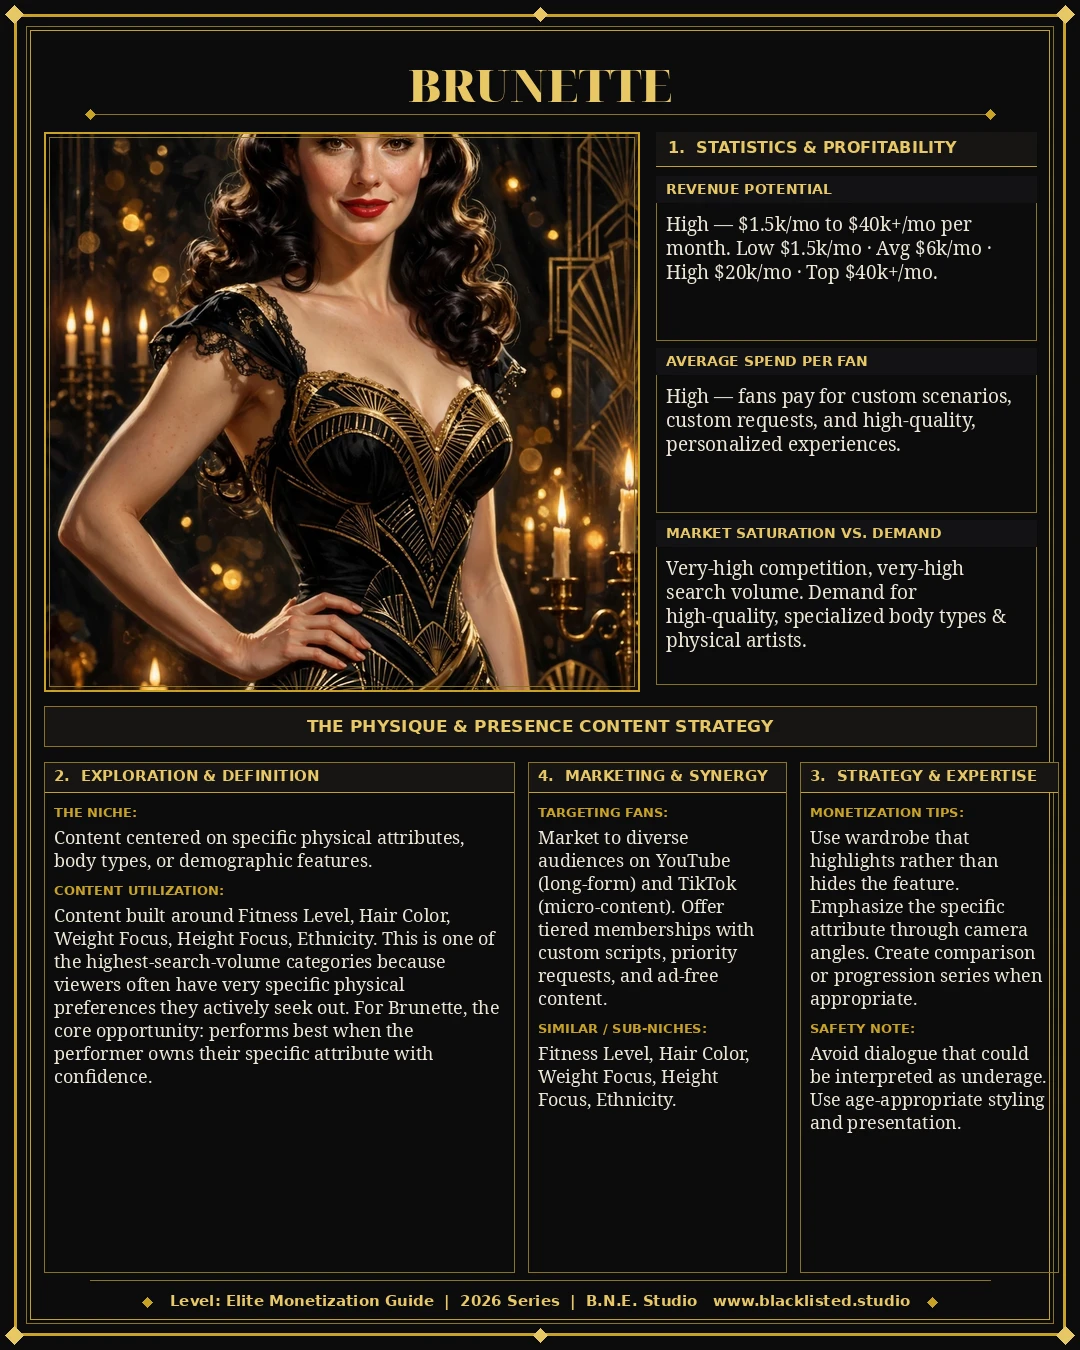 BRUNETTE
1. STATISTICS & PROFITABILITY
REVENUE POTENTIAL
High — $1.5k/mo to $40k+/mo per
month. Low $1.5k/mo · Avg $6k/mo ·
High $20k/mo · Top $40k+/mo.
AVERAGE SPEND PER FAN
High — fans pay for custom scenarios,
custom requests, and high-quality,
personalized experiences.
MARKET SATURATION VS. DEMAND
Very-high competition, very-high
search volume. Demand for
high-quality, specialized body types &
physical artists.
THE PHYSIQUE & PRESENCE CONTENT STRATEGY
2. EXPLORATION & DEFINITION
THE NICHE:
Content centered on specific physical attributes,
body types, or demographic features.
CONTENT UTILIZATION:
Content built around Fitness Level, Hair Color,
Weight Focus, Height Focus, Ethnicity. This is one of
the highest-search-volume categories because
viewers often have very specific physical
preferences they actively seek out. For Brunette, the
core opportunity: performs best when the
performer owns their specific attribute with
confidence.
4. MARKETING & SYNERGY
TARGETING FANS:
Market to diverse
audiences on YouTube
(long-form) and TikTok
(micro-content). Offer
tiered memberships with
custom scripts, priority
requests, and ad-free
content.
SIMILAR / SUB-NICHES:
Fitness Level, Hair Color,
Weight Focus, Height
Focus, Ethnicity.
3. STRATEGY & EXPERTISE
MONETIZATION TIPS:
Use wardrobe that
highlights rather than
hides the feature.
Emphasize the specific
attribute through camera
angles. Create comparison
or progression series when
appropriate.
SAFETY NOTE:
Avoid dialogue that could
be interpreted as underage.
Use age-appropriate styling
and presentation.
Level: Elite Monetization Guide | 2026 Series | B.N.E. Studio www.blacklisted.studio